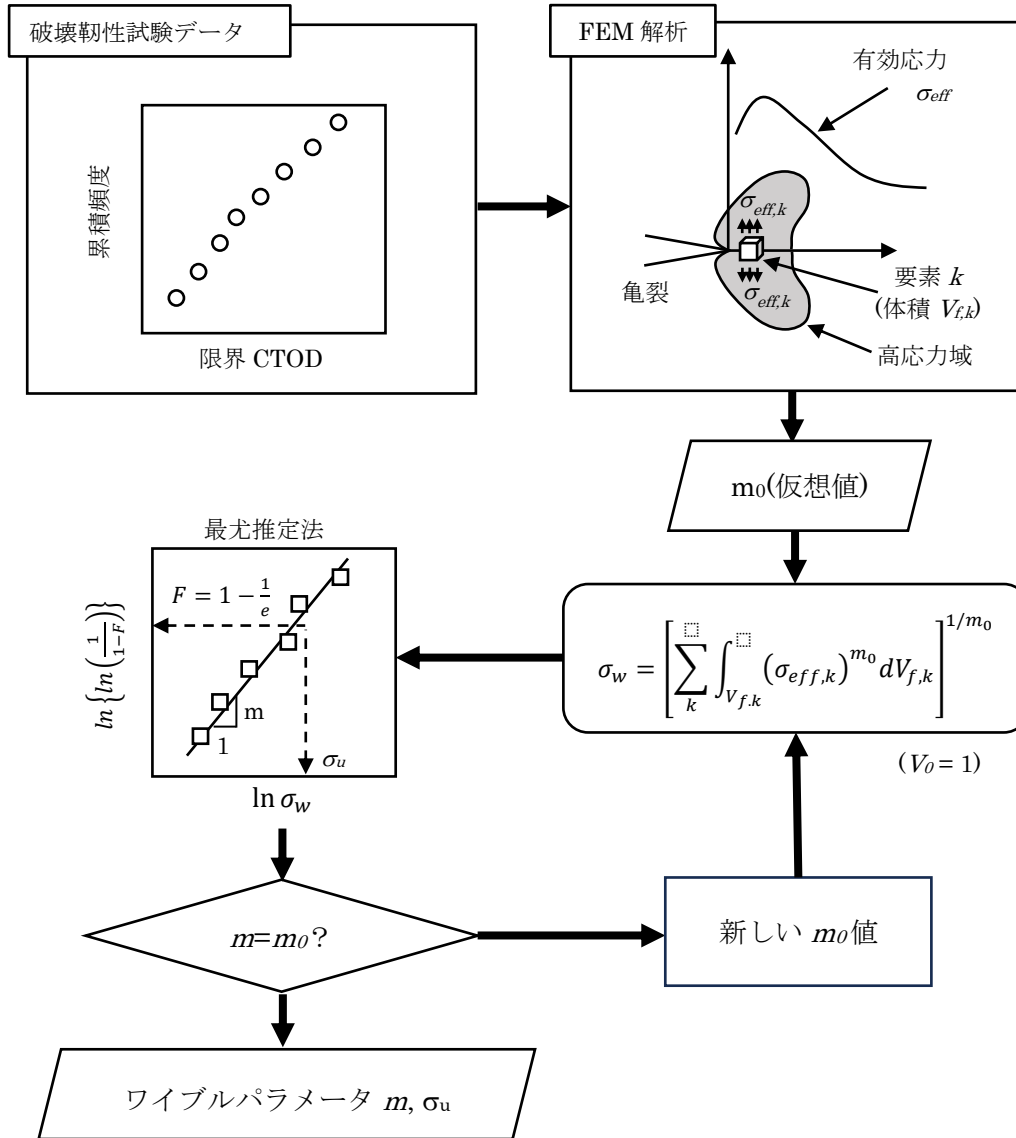 破壊靭性試験データ
累積頻度
限界 CTOD
FEM 解析
有効応力
σeff
σeff,k
σeff,k
亀裂
要素 k
(体積 Vf,k)
高応力域
m0(仮想値)
σw = [∑k ∫Vf.k (σeff,k)^m0 dVf,k]^1/m0
(V0 = 1)
最尤推定法
F = 1 − 1/e
ln{ln(1/(1−F))}
m
1
σu
ln σw
m=m0?
新しい m0値
ワイブルパラメータ m, σu